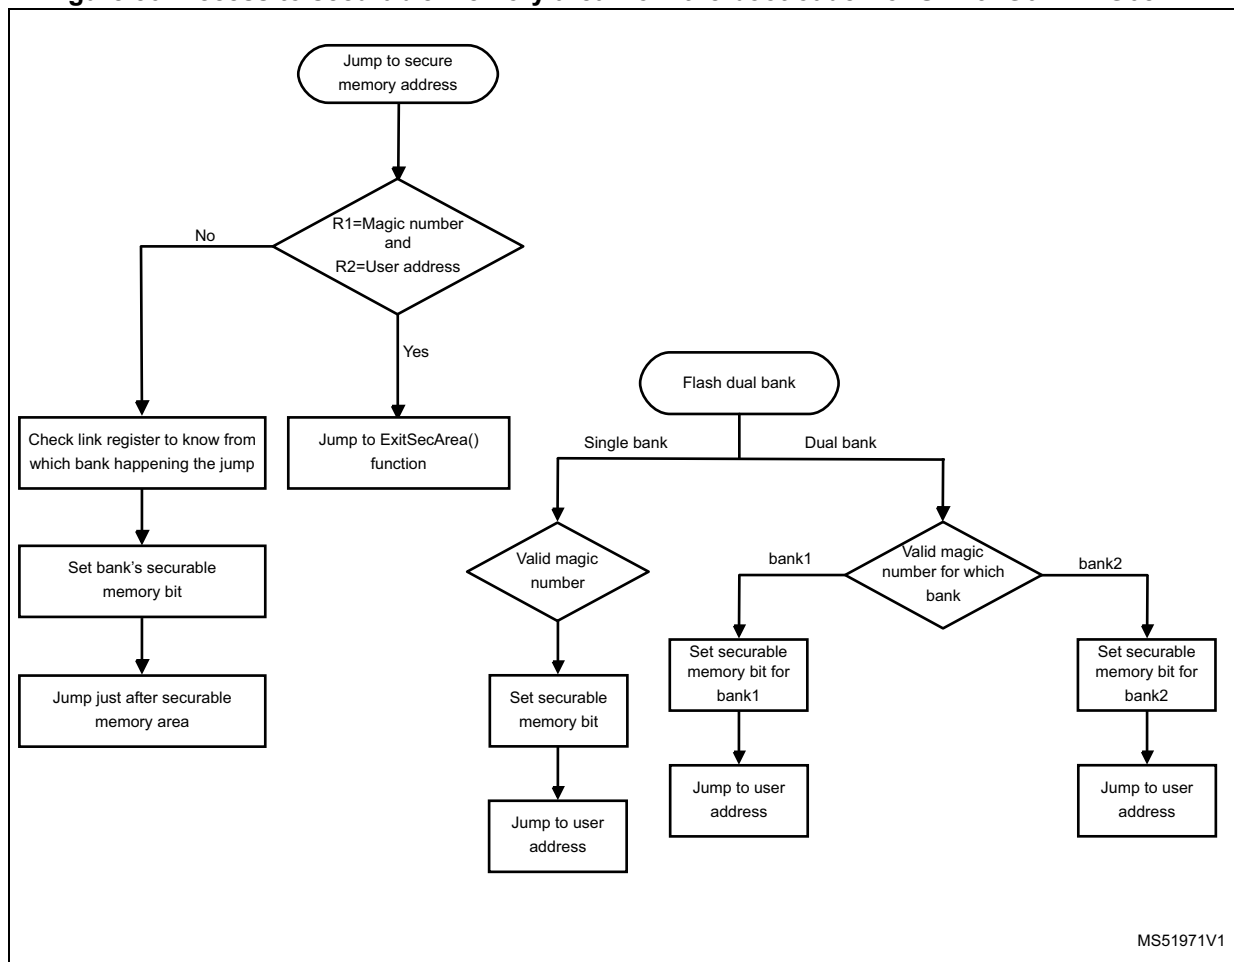 Jump to secure
memory address
R1=Magic number
and
R2=User address
No
Yes
Check link register to know from
which bank happening the jump
Jump to ExitSecArea()
function
Set bank's securable
memory bit
Jump just after securable
memory area
Flash dual bank
Single bank
Dual bank
Valid magic
number
Valid magic
number for which
bank
bank1
bank2
Set securable
memory bit
Set securable
memory bit for
bank1
Set securable
memory bit for
bank2
Jump to user
address
Jump to user
address
Jump to user
address
MS51971V1